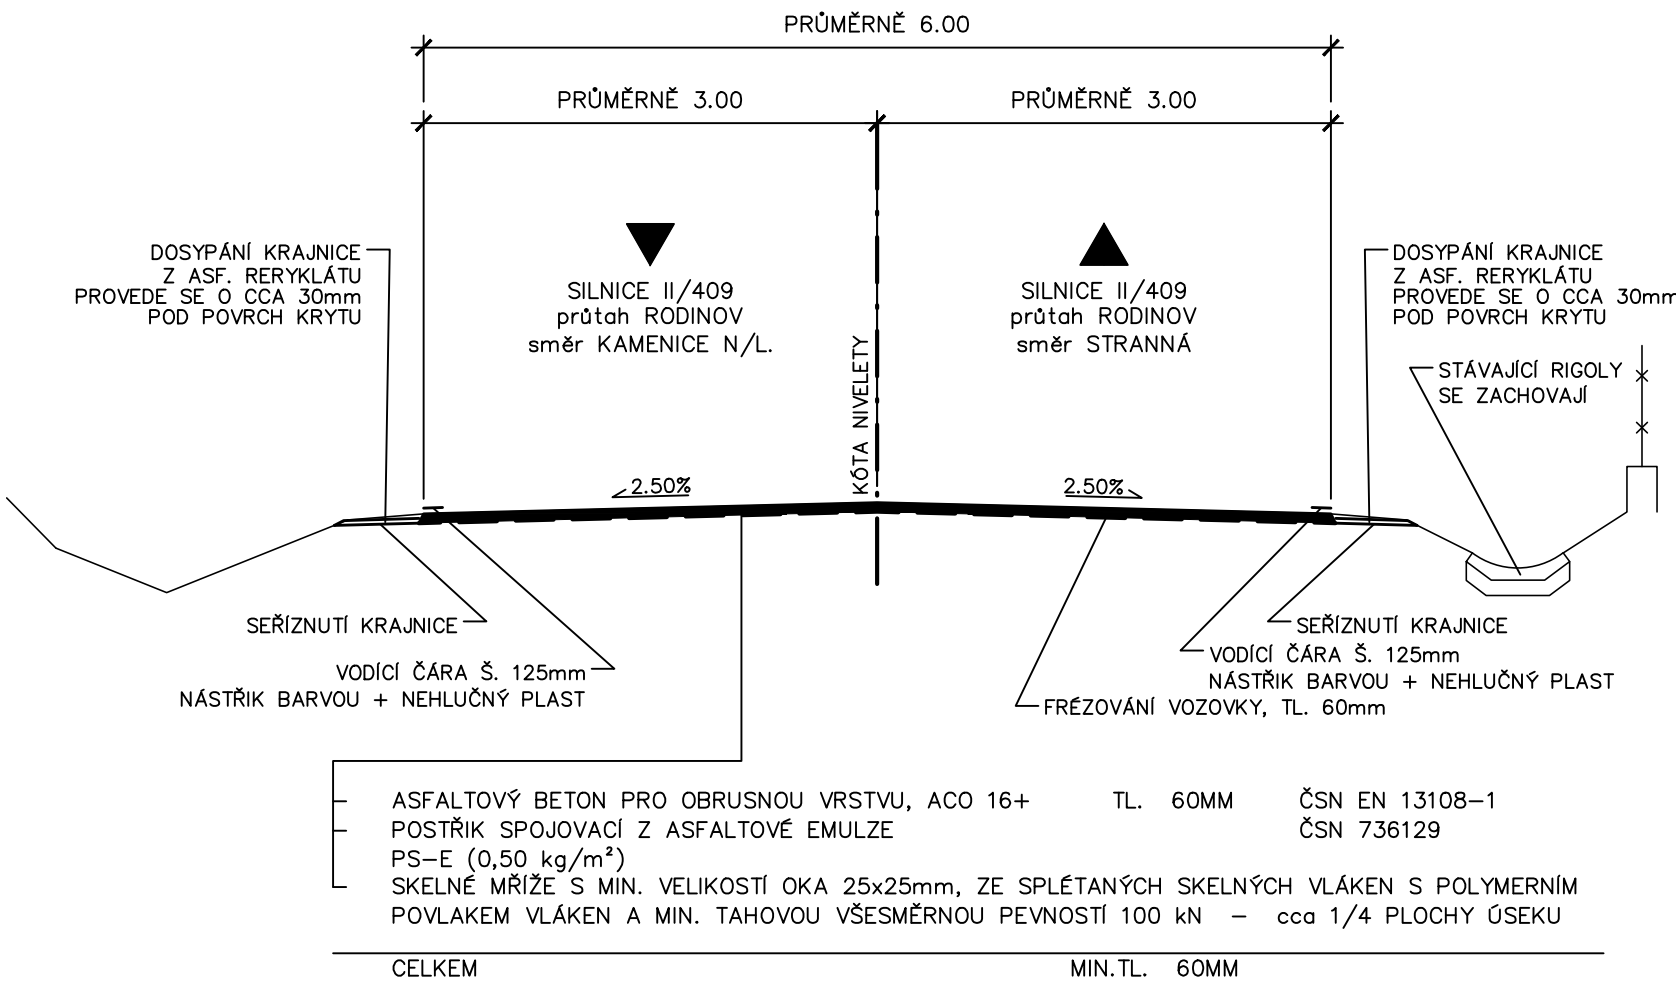 PRŮMĚRNĚ 6.00
PRŮMĚRNĚ 3.00
PRŮMĚRNĚ 3.00
DOSYPÁNÍ KRAJNICE
Z ASF. RERYKLÁTU
PROVEDE SE O CCA 30mm
POD POVRCH KRYTU
SILNICE II/409
průtah RODINOV
směr KAMENICE N/L.
KÓTA NIVELETY
SILNICE II/409
průtah RODINOV
směr STRANNÁ
DOSYPÁNÍ KRAJNICE
Z ASF. RERYKLÁTU
PROVEDE SE O CCA 30mm
POD POVRCH KRYTU
STÁVAJÍCÍ RIGOLY
SE ZACHOVAJÍ
2.50%
2.50%
SEŘÍZNUTÍ KRAJNICE
VODÍCÍ ČÁRA Š. 125mm
NÁSTŘIK BARVOU + NEHLUČNÝ PLAST
SEŘÍZNUTÍ KRAJNICE
VODÍCÍ ČÁRA Š. 125mm
NÁSTŘIK BARVOU + NEHLUČNÝ PLAST
FRÉZOVÁNÍ VOZOVKY, TL. 60mm
ASFALTOVÝ BETON PRO OBRUSNOU VRSTVU, ACO 16+ TL. 60MM ČSN EN 13108-1
POSTŘIK SPOJOVACÍ Z ASFALTOVÉ EMULZE ČSN 736129
PS-E (0,50 kg/m²)
SKELNÉ MŘÍŽE S MIN. VELIKOSTÍ OKA 25x25mm, ZE SPLÉTANÝCH SKELNÝCH VLÁKEN S POLYMERNÍM
POVLAKEM VLÁKEN A MIN. TAHOVOU VŠESMĚRNOU PEVNOSTÍ 100 kN - cca 1/4 PLOCHY ÚSEKU
CELKEM MIN.TL. 60MM